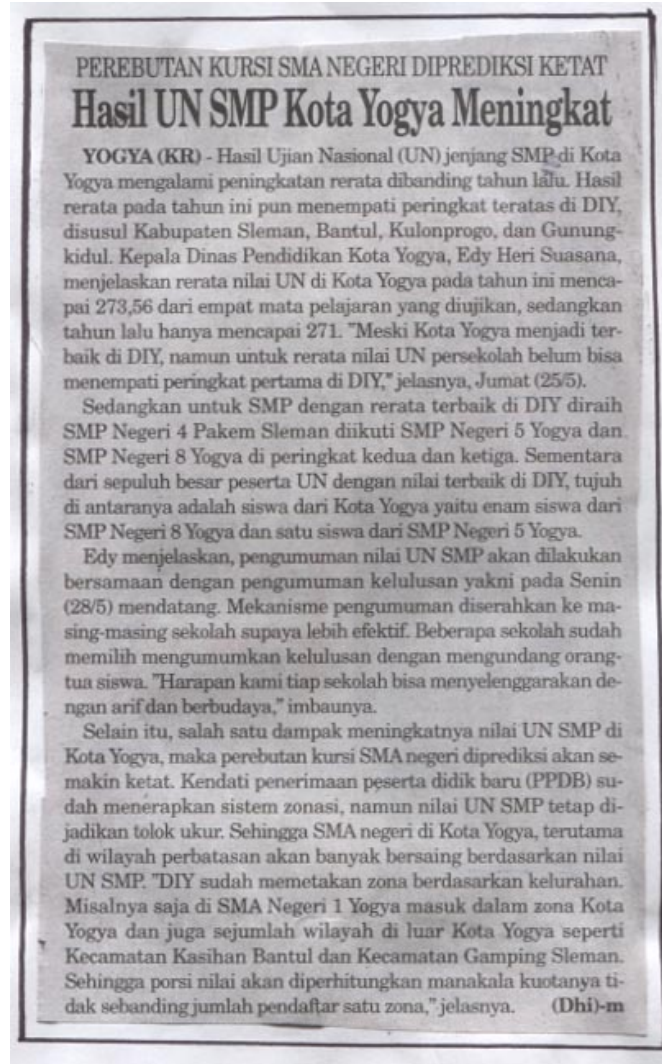 PEREBUTAN KURSI SMA NEGERI DIPREDIKSI KETAT
Hasil UN SMP Kota Yogya Meningkat
YOGYA (KR) - Hasil Ujian Nasional (UN) jenjang SMP di Kota
Yogya mengalami peningkatan rerata dibanding tahun lalu. Hasil
rerata pada tahun ini pun menempati peringkat teratas di DIY,
disusul Kabupaten Sleman, Bantul, Kulonprogo, dan Gunung-
kidul. Kepala Dinas Pendidikan Kota Yogya, Edy Heri Suasana,
menjelaskan rerata nilai UN di Kota Yogya pada tahun ini menca-
pai 273,56 dari empat mata pelajaran yang diujikan, sedangkan
tahun lalu hanya mencapai 271. "Meski Kota Yogya menjadi ter-
baik di DIY, namun untuk rerata nilai UN persekolah belum bisa
menempati peringkat pertama di DIY," jelasnya, Jumat (25/5).
Sedangkan untuk SMP dengan rerata terbaik di DIY diraih
SMP Negeri 4 Pakem Sleman diikuti SMP Negeri 5 Yogya dan
SMP Negeri 8 Yogya di peringkat kedua dan ketiga. Sementara
dari sepuluh besar peserta UN dengan nilai terbaik di DIY, tujuh
di antaranya adalah siswa dari Kota Yogya yaitu enam siswa dari
SMP Negeri 8 Yogya dan satu siswa dari SMP Negeri 5 Yogya.
Edy menjelaskan, pengumuman nilai UN SMP akan dilakukan
bersamaan dengan pengumuman kelulusan yakni pada Senin
(28/5) mendatang. Mekanisme pengumuman diserahkan ke ma-
sing-masing sekolah supaya lebih efektif. Beberapa sekolah sudah
memilih mengumumkan kelulusan dengan mengundang orang-
tua siswa. "Harapan kami tiap sekolah bisa menyelenggarakan de-
ngan arif dan berbudaya," imbaunya.
Selain itu, salah satu dampak meningkatnya nilai UN SMP di
Kota Yogya, maka perebutan kursi SMA negeri diprediksi akan se-
makin ketat. Kendati penerimaan peserta didik baru (PPDB) su-
dah menerapkan sistem zonasi, namun nilai UN SMP tetap di-
jadikan tolok ukur. Sehingga SMA negeri di Kota Yogya, terutama
di wilayah perbatasan akan banyak bersaing berdasarkan nilai
UN SMP. "DIY sudah memetakan zona berdasarkan kelurahan.
Misalnya saja di SMA Negeri 1 Yogya masuk dalam zona Kota
Yogya dan juga sejumlah wilayah di luar Kota Yogya seperti
Kecamatan Kasihan Bantul dan Kecamatan Gamping Sleman.
Sehingga porsi nilai akan diperhitungkan manakala kuotanya ti-
dak sebanding jumlah pendaftar satu zona," jelasnya. (Dhi)-m